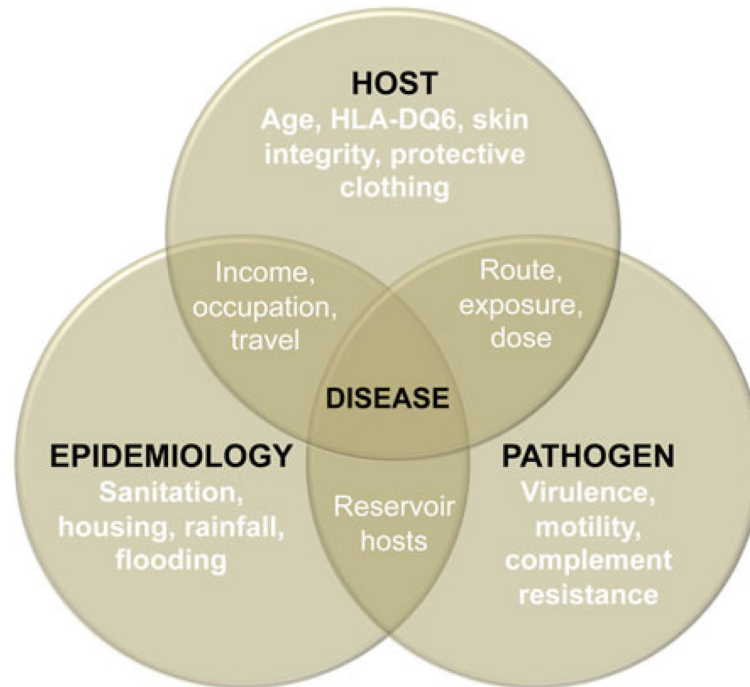 HOST
Age, HLA-DQ6, skin
integrity, protective
clothing
Income,
occupation,
travel
Route,
exposure,
dose
DISEASE
EPIDEMIOLOGY
Sanitation,
housing, rainfall,
flooding
Reservoir
hosts
PATHOGEN
Virulence,
motility,
complement
resistance